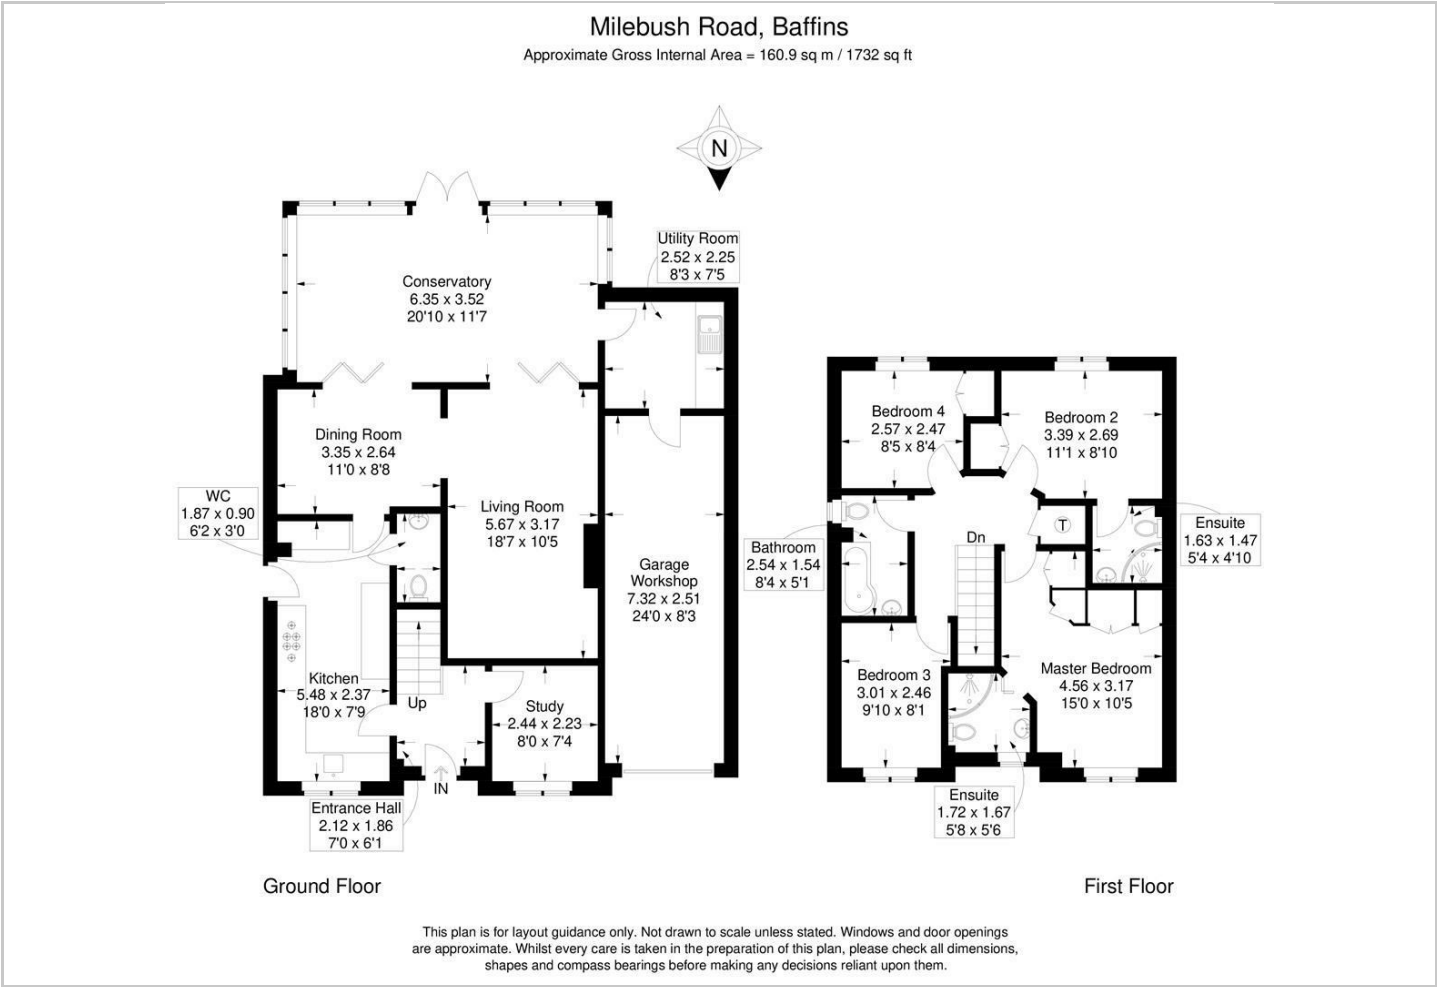 Milebush Road, Baffins
Approximate Gross Internal Area = 160.9 sq m / 1732 sq ft
N
Utility Room
2.52 x 2.25
8'3 x 7'5
Conservatory
6.35 x 3.52
20'10 x 11'7
Dining Room
3.35 x 2.64
11'0 x 8'8
WC
1.87 x 0.90
6'2 x 3'0
Living Room
5.67 x 3.17
18'7 x 10'5
Garage
Workshop
7.32 x 2.51
24'0 x 8'3
Kitchen
5.48 x 2.37
18'0 x 7'9
Up
Study
2.44 x 2.23
8'0 x 7'4
IN
Entrance Hall
2.12 x 1.86
7'0 x 6'1
Ground Floor
Bedroom 4
2.57 x 2.47
8'5 x 8'4
Bedroom 2
3.39 x 2.69
11'1 x 8'10
T
Dn
Ensuite
1.63 x 1.47
5'4 x 4'10
Bathroom
2.54 x 1.54
8'4 x 5'1
Bedroom 3
3.01 x 2.46
9'10 x 8'1
Master Bedroom
4.56 x 3.17
15'0 x 10'5
Ensuite
1.72 x 1.67
5'8 x 5'6
First Floor
This plan is for layout guidance only. Not drawn to scale unless stated. Windows and door openings
are approximate. Whilst every care is taken in the preparation of this plan, please check all dimensions,
shapes and compass bearings before making any decisions reliant upon them.